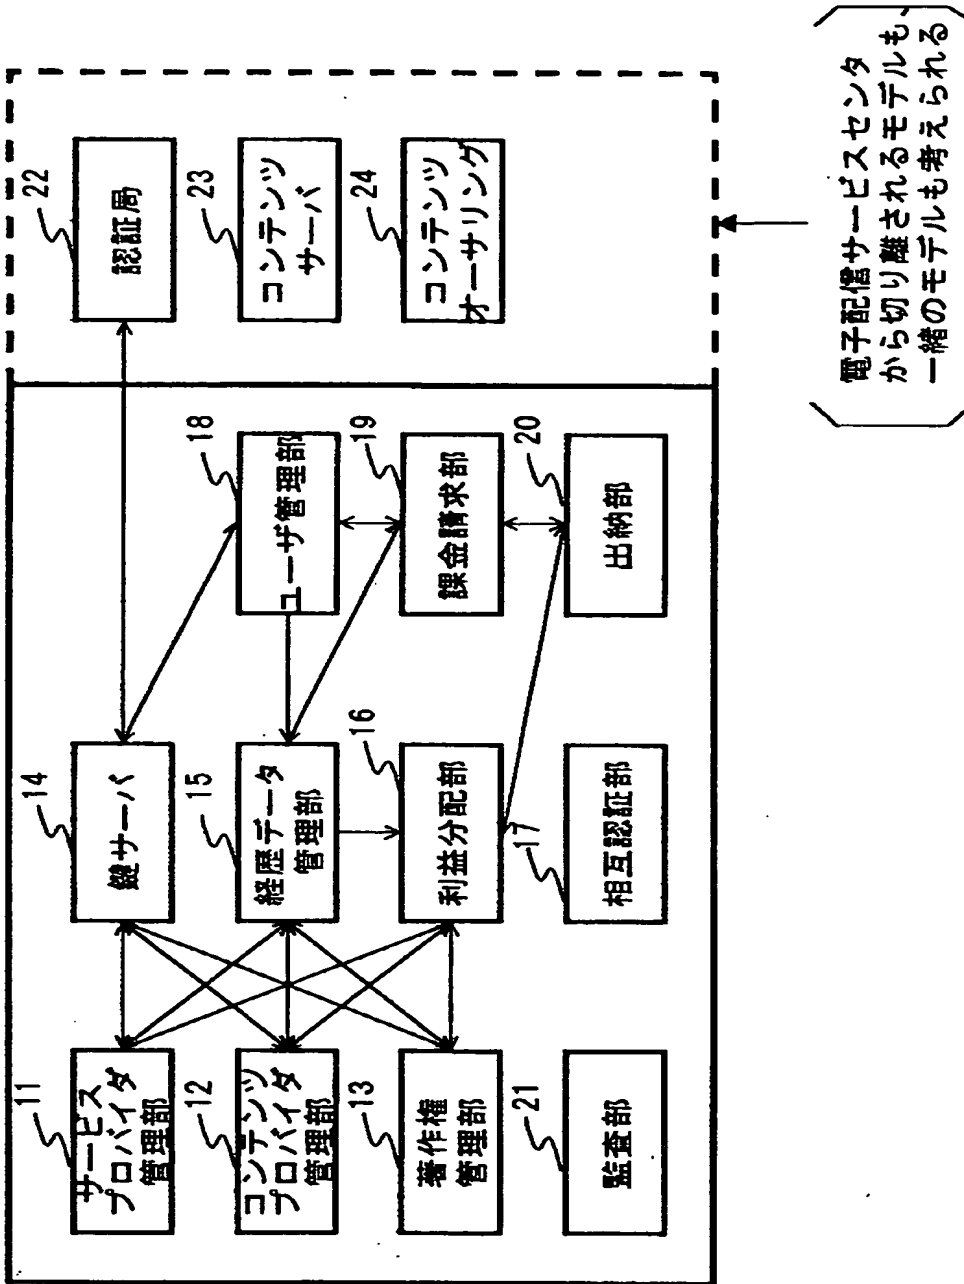 11
サービス
プロバイダ
管理部
12
コンテンツ
プロバイダ
管理部
13
著作権
管理部
21
監査部
14
鍵サーバ
15
経歴データ
管理部
16
利益分配部
17
相互認証部
18
ユーザ管理部
19
課金請求部
20
出納部
22
認証局
23
コンテンツ
サーバ
24
コンテンツ
オーサリング
電子配信サービスセンタ
から切り離されるモデルも、
一緒のモデルも考えられる